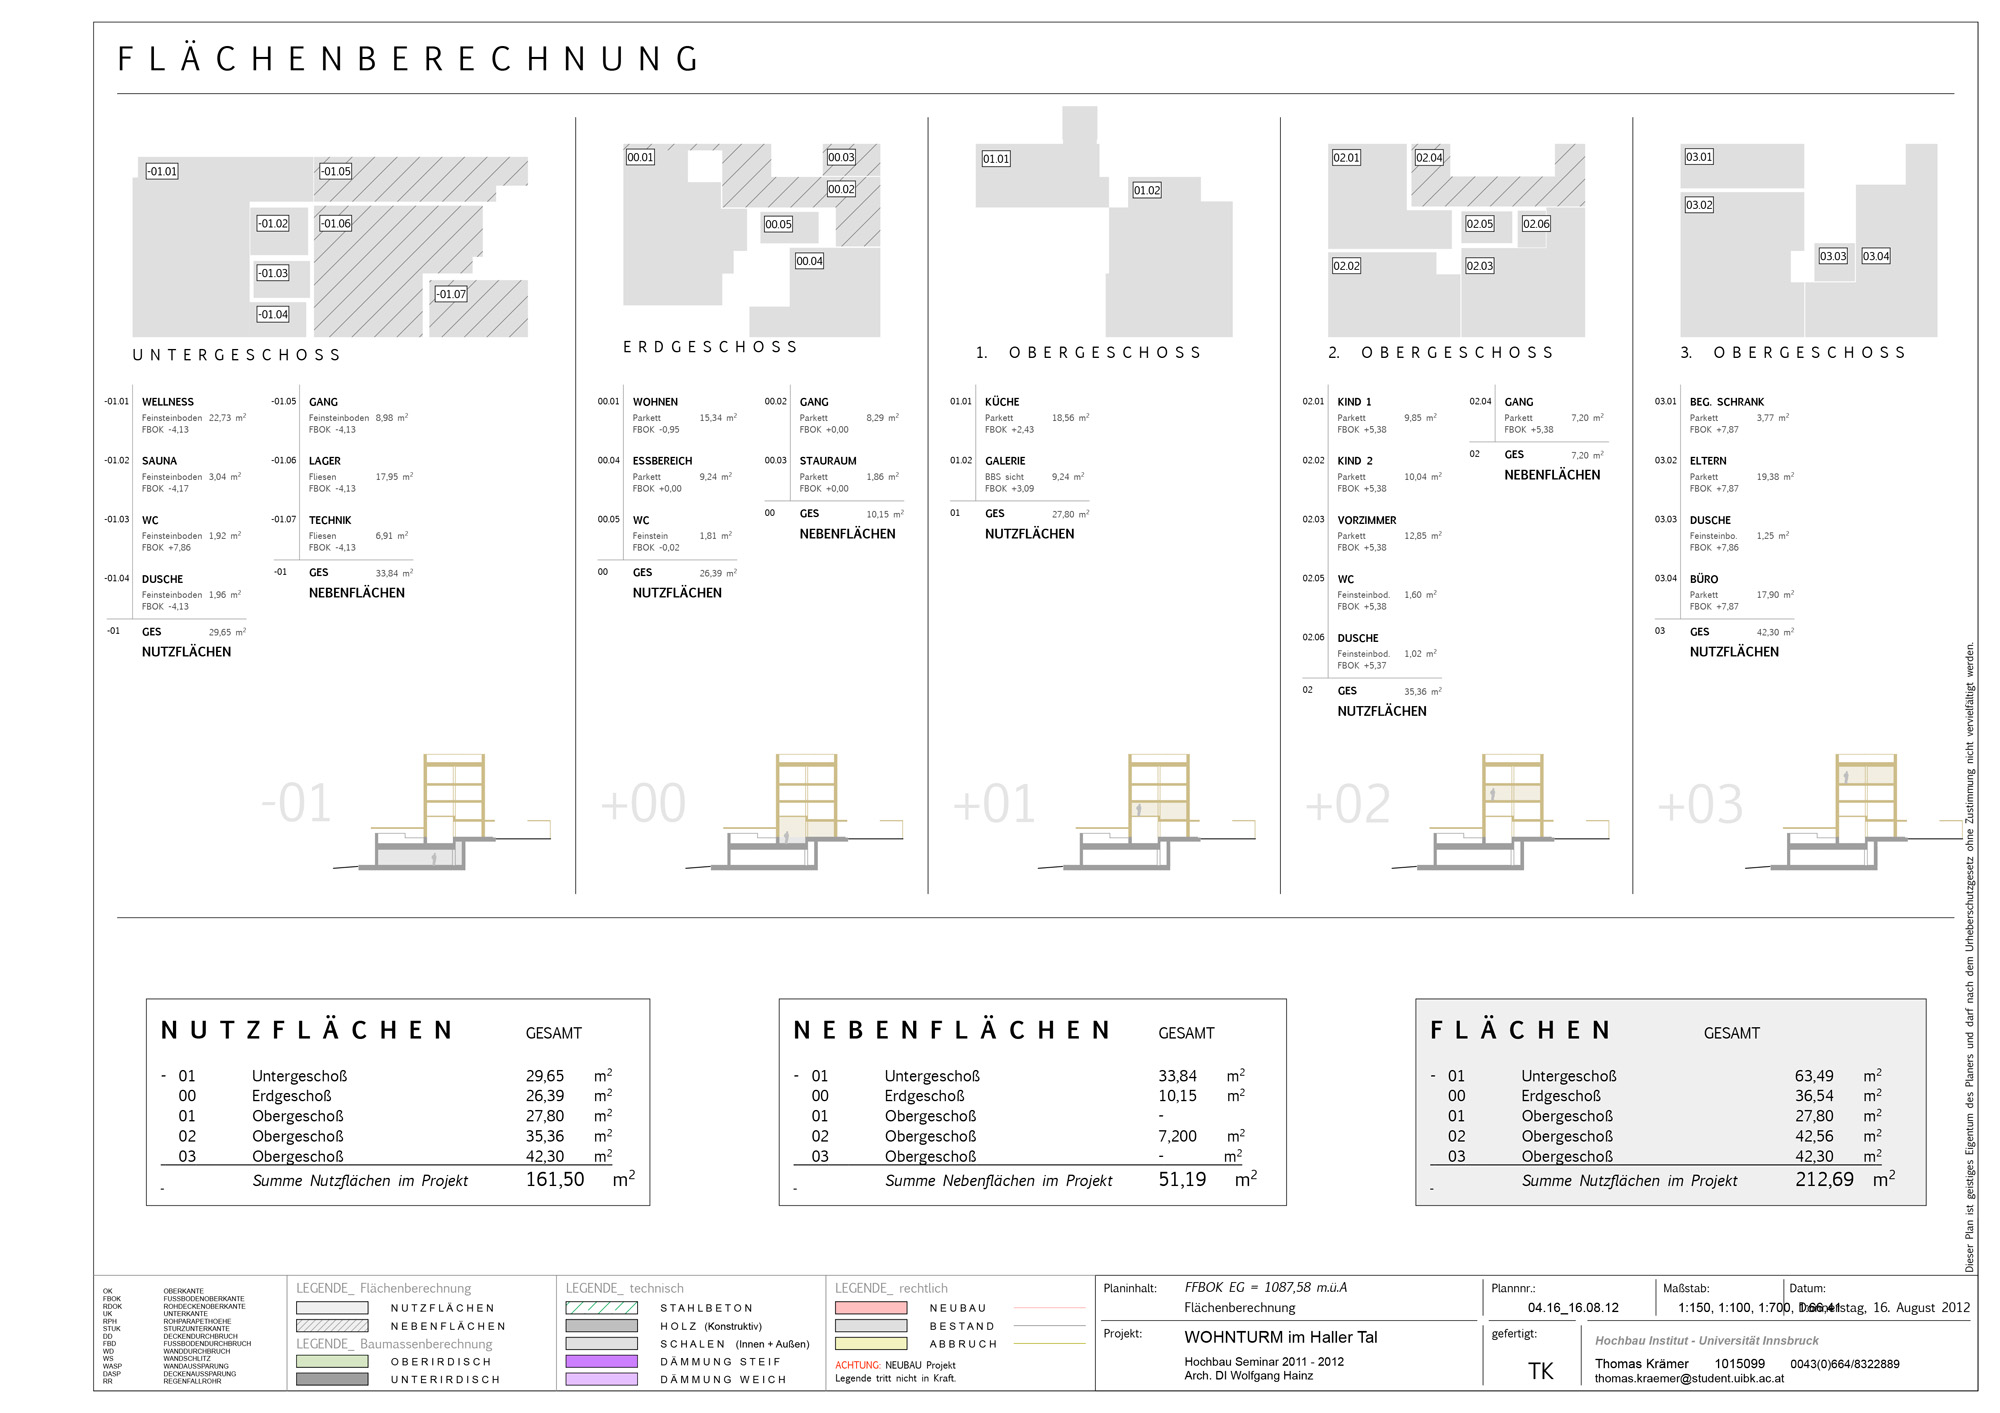 FLÄCHENBERECHNUNG
-01.01
-01.05
-01.02
-01.06
-01.03
-01.07
-01.04
UNTERGESCHOSS
00.01
00.03
00.02
00.05
00.04
ERDGESCHOSS
01.01
01.02
1. OBERGESCHOSS
02.01
02.04
02.05
02.06
02.02
02.03
2. OBERGESCHOSS
03.01
03.02
03.03
03.04
3. OBERGESCHOSS
-01.01 WELLNESS
Feinsteinboden 22,73 m²
FBOK -4,13
-01.02 SAUNA
Feinsteinboden 3,04 m²
FBOK -4,17
-01.03 WC
Feinsteinboden 1,92 m²
FBOK +7,86
-01.04 DUSCHE
Feinsteinboden 1,96 m²
FBOK -4,13
-01 GES 29,65 m²
NUTZFLÄCHEN
-01.05 GANG
Feinsteinboden 8,98 m²
FBOK -4,13
-01.06 LAGER
Fliesen 17,95 m²
FBOK -4,13
-01.07 TECHNIK
Fliesen 6,91 m²
FBOK -4,13
-01 GES 33,84 m²
NEBENFLÄCHEN
00.01 WOHNEN
Parkett 15,34 m²
FBOK -0,95
00.04 ESSBEREICH
Parkett 9,24 m²
FBOK +0,00
00.05 WC
Feinstein 1,81 m²
FBOK -0,02
00 GES 26,39 m²
NUTZFLÄCHEN
00.02 GANG
Parkett 8,29 m²
FBOK +0,00
00.03 STAURAUM
Parkett 1,86 m²
FBOK +0,00
00 GES 10,15 m²
NEBENFLÄCHEN
01.01 KÜCHE
Parkett 18,56 m²
FBOK +2,43
01.02 GALERIE
BBS sicht 9,24 m²
FBOK +3,09
01 GES 27,80 m²
NUTZFLÄCHEN
02.01 KIND 1
Parkett 9,85 m²
FBOK +5,38
02.02 KIND 2
Parkett 10,04 m²
FBOK +5,38
02.03 VORZIMMER
Parkett 12,85 m²
FBOK +5,38
02.05 WC
Feinsteinbod. 1,60 m²
FBOK +5,38
02.06 DUSCHE
Feinsteinbod. 1,02 m²
FBOK +5,37
02 GES 35,36 m²
NUTZFLÄCHEN
02.04 GANG
Parkett 7,20 m²
FBOK +5,38
02 GES 7,20 m²
NEBENFLÄCHEN
03.01 BEG. SCHRANK
Parkett 3,77 m²
FBOK +7,87
03.02 ELTERN
Parkett 19,38 m²
FBOK +7,87
03.03 DUSCHE
Feinsteinbo. 1,25 m²
FBOK +7,86
03.04 BÜRO
Parkett 17,90 m²
FBOK +7,87
03 GES 42,30 m²
NUTZFLÄCHEN
-01
+00
+01
+02
+03
Dieser Plan ist geistiges Eigentum des Planers und darf nach dem Urheberschutzgesetz ohne Zustimmung nicht vervielfältigt werden.
NUTZFLÄCHEN GESAMT
- 01 Untergeschoß 29,65 m²
00 Erdgeschoß 26,39 m²
01 Obergeschoß 27,80 m²
02 Obergeschoß 35,36 m²
03 Obergeschoß 42,30 m²
- Summe Nutzflächen im Projekt 161,50 m²
NEBENFLÄCHEN GESAMT
- 01 Untergeschoß 33,84 m²
00 Erdgeschoß 10,15 m²
01 Obergeschoß -
02 Obergeschoß 7,200 m²
03 Obergeschoß - m²
- Summe Nebenflächen im Projekt 51,19 m²
FLÄCHEN GESAMT
- 01 Untergeschoß 63,49 m²
00 Erdgeschoß 36,54 m²
01 Obergeschoß 27,80 m²
02 Obergeschoß 42,56 m²
03 Obergeschoß 42,30 m²
- Summe Nutzflächen im Projekt 212,69 m²
OK OBERKANTE
FBOK FUSSBODENOBERKANTE
RDOK ROHDECKENOBERKANTE
UK UNTERKANTE
RPH ROHPARAPETHOEHE
STUK STURZUNTERKANTE
DD DECKENDURCHBRUCH
FBD FUSSBODENDURCHBRUCH
WD WANDDURCHBRUCH
WS WANDSCHLITZ
WASP WANDAUSSPARUNG
DASP DECKENAUSSPARUNG
RR REGENFALLROHR
LEGENDE_ Flächenberechnung
NUTZFLÄCHEN
NEBENFLÄCHEN
LEGENDE_ Baumassenberechnung
OBERIRDISCH
UNTERIRDISCH
LEGENDE_ technisch
STAHLBETON
HOLZ (Konstruktiv)
SCHALEN (Innen + Außen)
DÄMMUNG STEIF
DÄMMUNG WEICH
LEGENDE_ rechtlich
NEUBAU
BESTAND
ABBRUCH
ACHTUNG: NEUBAU Projekt
Legende tritt nicht in Kraft.
Planinhalt: FFBOK EG = 1087,58 m.ü.A
Flächenberechnung
Projekt: WOHNTURM im Haller Tal
Hochbau Seminar 2011 - 2012
Arch. DI Wolfgang Hainz
Plannr.:
04.16_16.08.12
Maßstab:
1:150, 1:100, 1:700, 1:66,41
Datum:
Donnerstag, 16. August 2012
gefertigt:
TK
Hochbau Institut - Universität Innsbruck
Thomas Krämer 1015099 0043(0)664/8322889
thomas.kraemer@student.uibk.ac.at